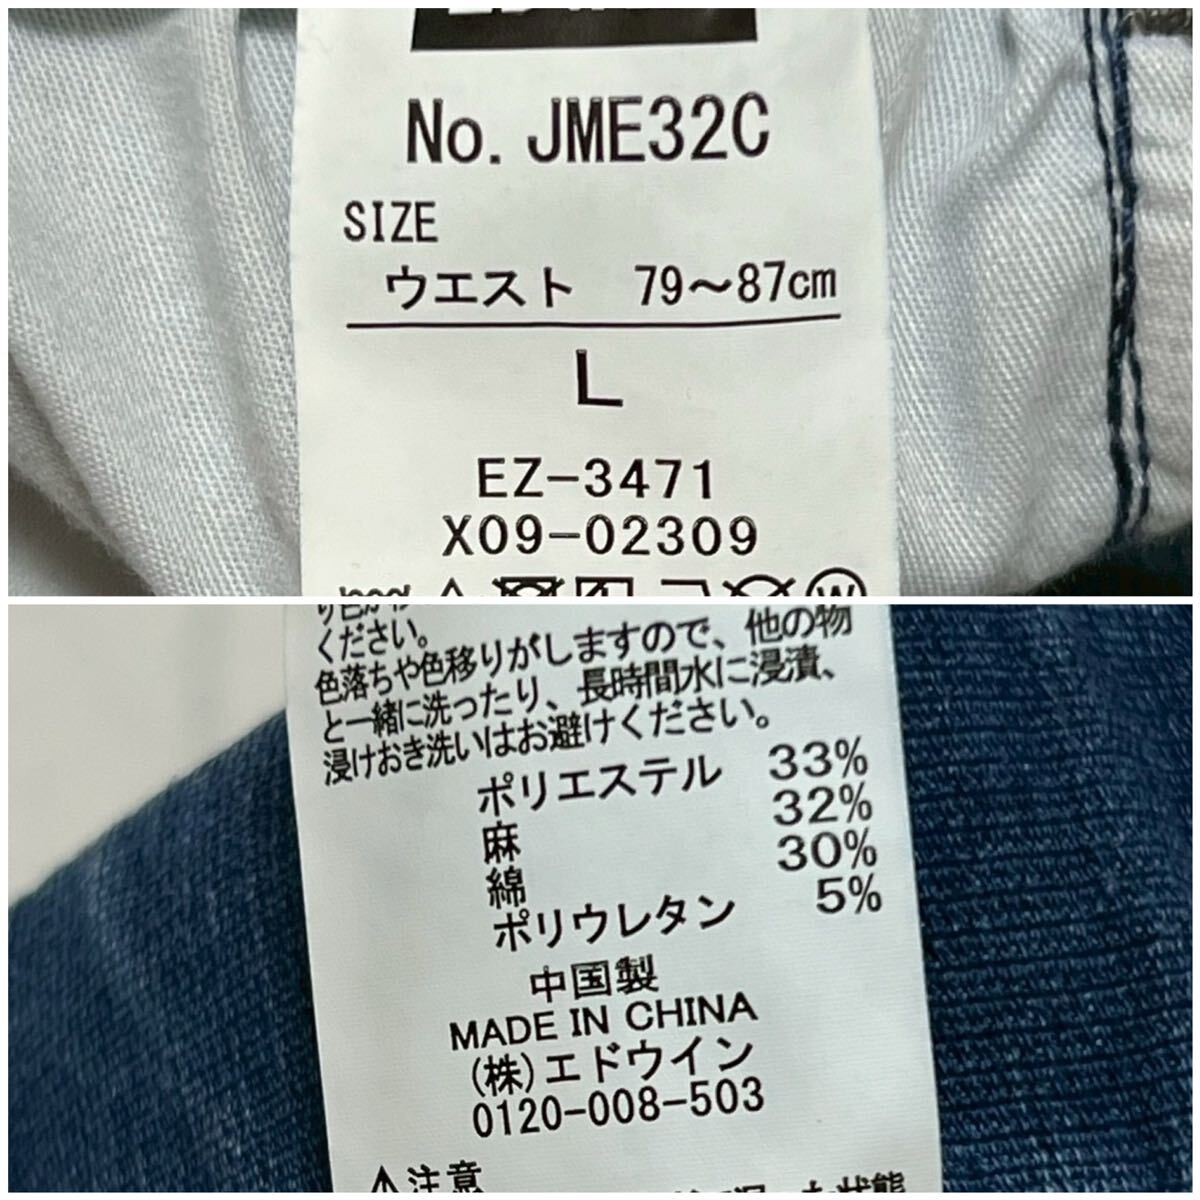 No. JME32C
SIZE
ウエスト 79～87cm
L
EZ-3471
X09-02309
W
ください。
色落ちや色移りがしますので、他の物
と一緒に洗ったり、長時間水に浸漬、
浸けおき洗いはお避けください。
ポリエステル 33%
麻 32%
綿 30%
ポリウレタン 5%
中国製
MADE IN CHINA
(株)エドウイン
0120-008-503
⚠注意